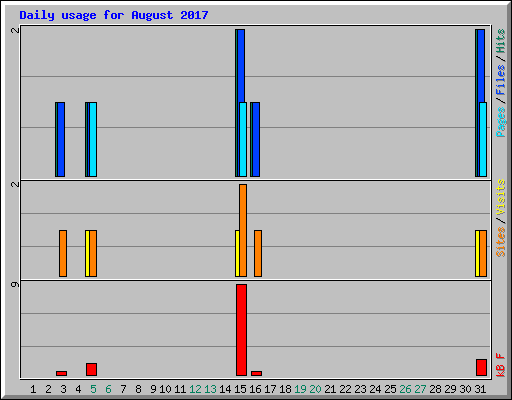 Daily usage for August 2017
2
Pages/Files/Hits
2
Sites/Visits
9
kB F
1 2 3 4 5 6 7 8 9 10 11 12 13 14 15 16 17 18 19 20 21 22 23 24 25 26 27 28 29 30 31